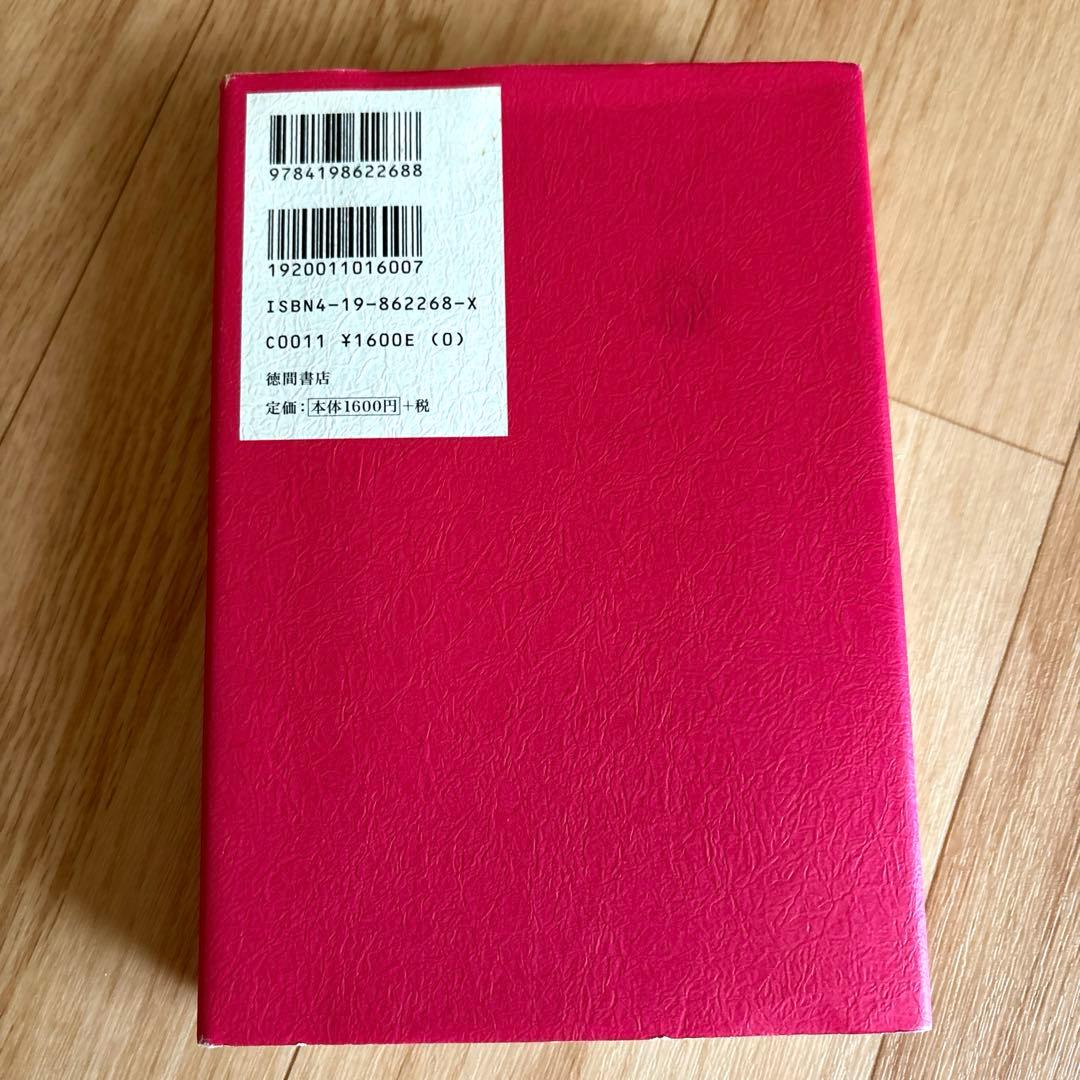 9784198622688
1920011016007
ISBN4-19-862268-X
C0011 ¥1600E (0)
徳間書店
定価：本体1600円+税